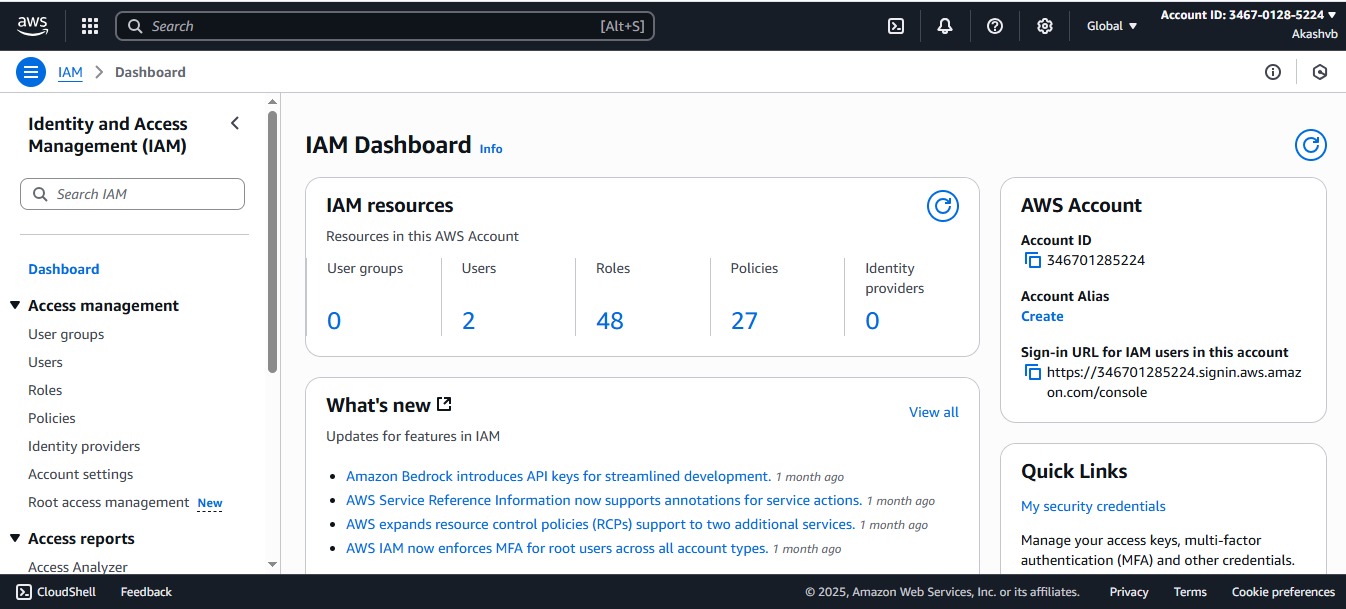 aws
Search
[Alt+S]
Global
Account ID: 3467-0128-5224
Akashvb
IAM
Dashboard
Identity and Access
Management (IAM)
Search IAM
Dashboard
Access management
User groups
Users
Roles
Policies
Identity providers
Account settings
Root access management New
Access reports
Access Analyzer
IAM Dashboard Info
IAM resources
Resources in this AWS Account
User groups
0
Users
2
Roles
48
Policies
27
Identity
providers
0
What's new
View all
Updates for features in IAM
Amazon Bedrock introduces API keys for streamlined development. 1 month ago
AWS Service Reference Information now supports annotations for service actions. 1 month ago
AWS expands resource control policies (RCPs) support to two additional services. 1 month ago
AWS IAM now enforces MFA for root users across all account types. 1 month ago
AWS Account
Account ID
346701285224
Account Alias
Create
Sign-in URL for IAM users in this account
https://346701285224.signin.aws.amaz
on.com/console
Quick Links
My security credentials
Manage your access keys, multi-factor
authentication (MFA) and other credentials.
CloudShell
Feedback
© 2025, Amazon Web Services, Inc. or its affiliates.
Privacy
Terms
Cookie preferences